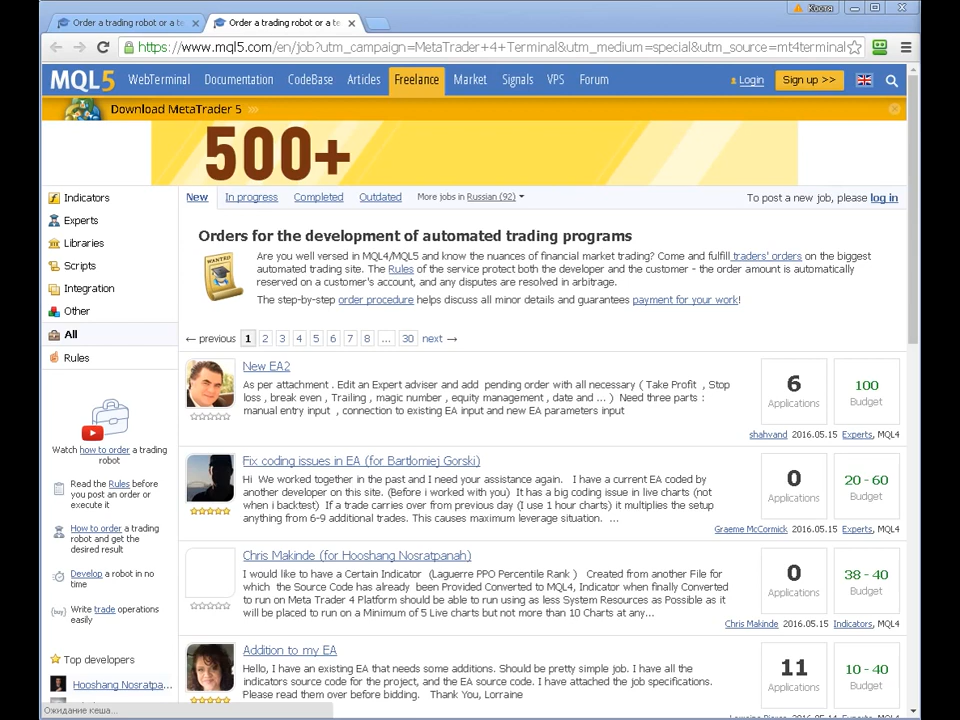 Коста
Order a trading robot or a te
Order a trading robot or a te
https://www.mql5.com/en/job?utm_campaign=MetaTrader+4+Terminal&utm_medium=special&utm_source=mt4terminal
MQL5 WebTerminal Documentation CodeBase Articles Freelance Market Signals VPS Forum Login Sign up >>
Download MetaTrader 5
500+
Indicators
Experts
Libraries
Scripts
Integration
Other
All
Rules
Watch how to order a trading
robot
Read the Rules before
you post an order or
execute it
How to order a trading
robot and get the
desired result
Develop a robot in no
time
(buy) Write trade operations
easily
Top developers
Hooshang Nosratpa...
New In progress Completed Outdated More jobs in Russian (92) To post a new job, please log in
Orders for the development of automated trading programs
WANTED
Are you well versed in MQL4/MQL5 and know the nuances of financial market trading? Come and fulfill traders' orders on the biggest
automated trading site. The Rules of the service protect both the developer and the customer - the order amount is automatically
reserved on a customer's account, and any disputes are resolved in arbitrage.
The step-by-step order procedure helps discuss all minor details and guarantees payment for your work!
← previous 1 2 3 4 5 6 7 8 ... 30 next →
New EA2
As per attachment . Edit an Expert adviser and add pending order with all necessary ( Take Profit , Stop
loss , break even , Trailing , magic number , equity management , date and ... ) Need three parts :
manual entry input , connection to existing EA input and new EA parameters input
6
Applications
100
Budget
shahvand 2016.05.15 Experts, MQL4
Fix coding issues in EA (for Bartlomiej Gorski)
Hi We worked together in the past and I need your assistance again. I have a current EA coded by
another developer on this site. (Before i worked with you) It has a big coding issue in live charts (not
when i backtest) If a trade carries over from previous day (I use 1 hour charts) it multiplies the setup
anything from 6-9 additional trades. This causes maximum leverage situation. ...
0
Applications
20 - 60
Budget
Graeme McCormick 2016.05.15 Experts, MQL4
Chris Makinde (for Hooshang Nosratpanah)
I would like to have a Certain Indicator (Laguerre PPO Percentile Rank ) Created from another File for
which the Source Code has already been Provided Converted to MQL4, Indicator when finally Converted
to run on Meta Trader 4 Platform should be able to run using as less System Resources as Possible as it
will be placed to run on a Minimum of 5 Live charts but not more than 10 Charts at any...
0
Applications
38 - 40
Budget
Chris Makinde 2016.05.15 Indicators, MQL4
Addition to my EA
Hello, I have an existing EA that needs some additions. Should be pretty simple job. I have all the
indicators source code for the project, and the EA source code. I have attached the job specifications.
Please read them over before bidding. Thank You, Lorraine
11
Applications
10 - 40
Budget
Ожидание кеша...